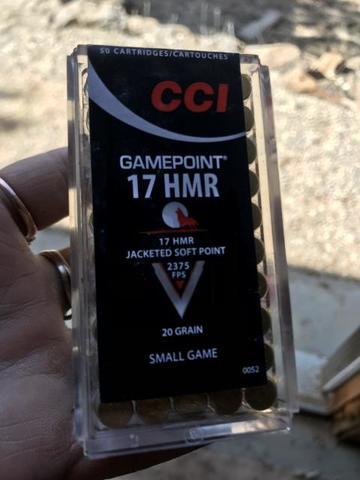 50 CARTRIDGES/CARTOUCHES
CCI
GAMEPOINT®
17 HMR
17 HMR
JACKETED SOFT POINT
2375
FPS
20 GRAIN
SMALL GAME
0052